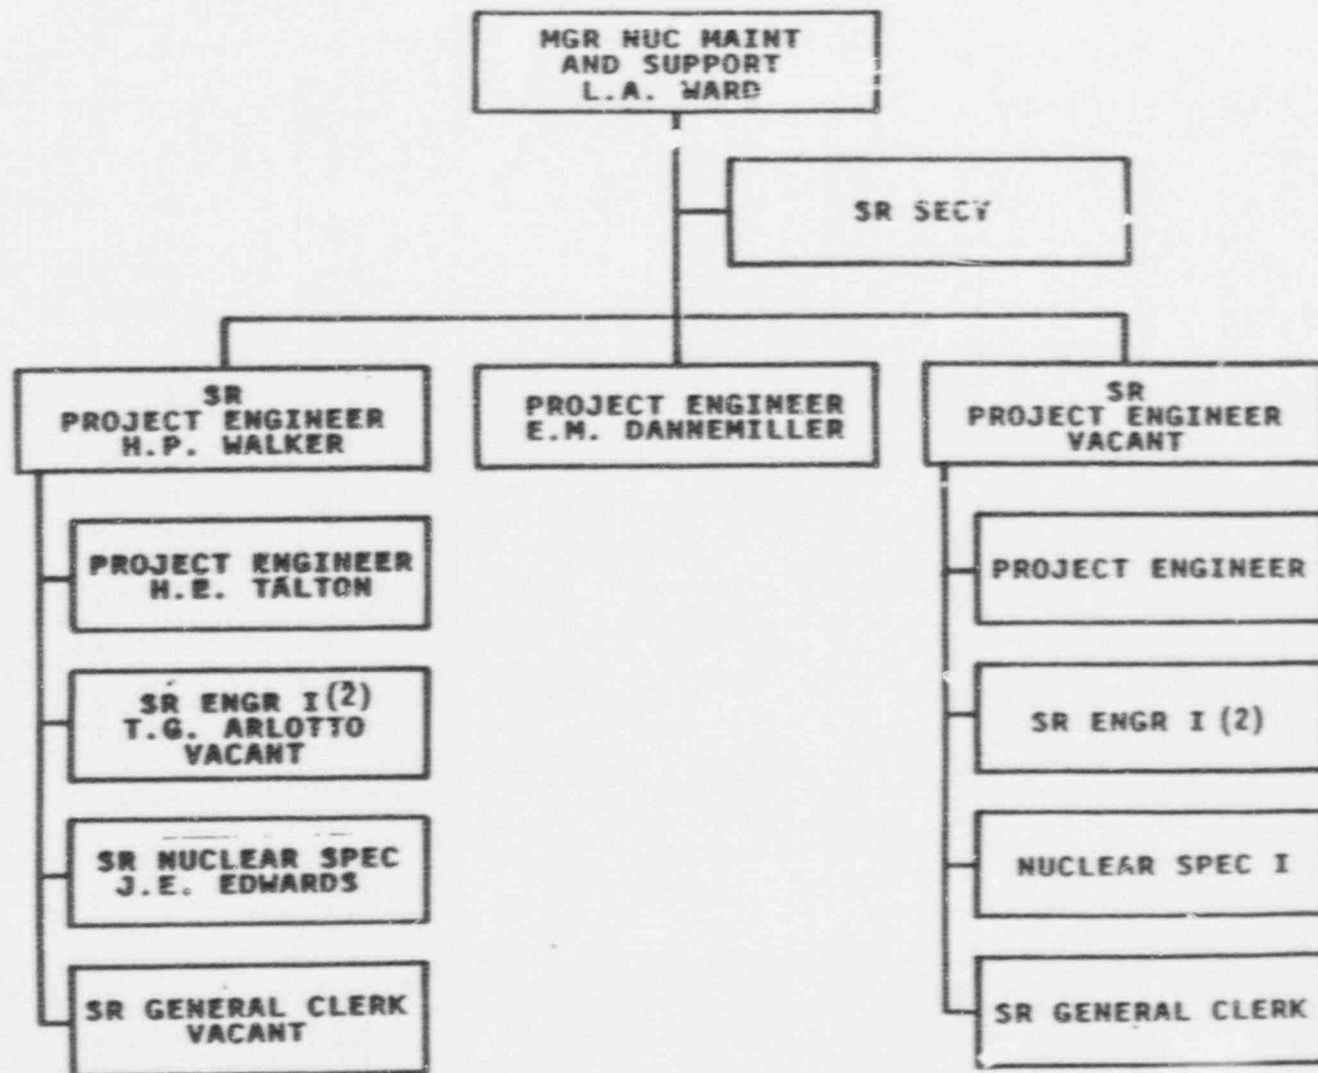 MGR NUC MAINT
AND SUPPORT
L.A. WARD
SR SECY
SR
PROJECT ENGINEER
H.P. WALKER
PROJECT ENGINEER
E.M. DANNEMILLER
SR
PROJECT ENGINEER
VACANT
PROJECT ENGINEER
H.E. TALTON
SR ENGR I (2)
T.G. ARLOTTO
VACANT
SR NUCLEAR SPEC
J.E. EDWARDS
SR GENERAL CLERK
VACANT
PROJECT ENGINEER
SR ENGR I (2)
NUCLEAR SPEC I
SR GENERAL CLERK